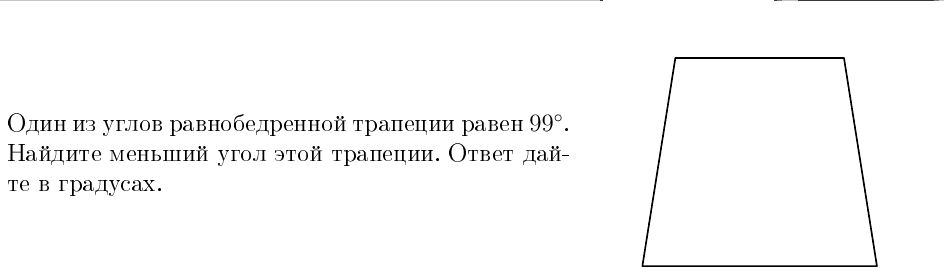 Один из углов равнобедренной трапеции равен 99°.
Найдите меньший угол этой трапеции. Ответ дай-
те в градусах.